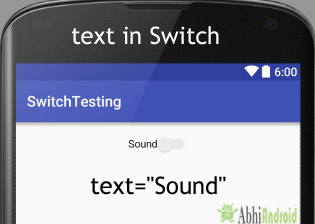 text in Switch
6:00
SwitchTesting
Sound
text="Sound"
AbhiAndroid